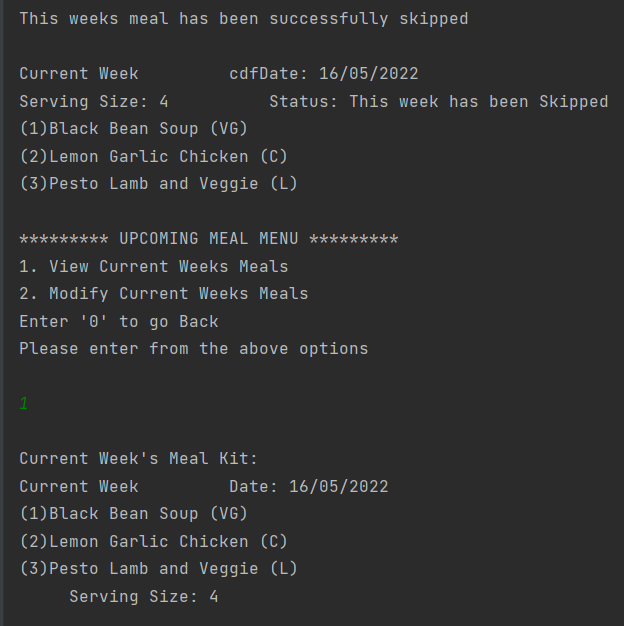 This weeks meal has been successfully skipped
Current Week         cdfDate: 16/05/2022
Serving Size: 4          Status: This week has been Skipped
(1)Black Bean Soup (VG)
(2)Lemon Garlic Chicken (C)
(3)Pesto Lamb and Veggie (L)
********* UPCOMING MEAL MENU *********
1. View Current Weeks Meals
2. Modify Current Weeks Meals
Enter '0' to go Back
Please enter from the above options
1
Current Week's Meal Kit:
Current Week         Date: 16/05/2022
(1)Black Bean Soup (VG)
(2)Lemon Garlic Chicken (C)
(3)Pesto Lamb and Veggie (L)
     Serving Size: 4